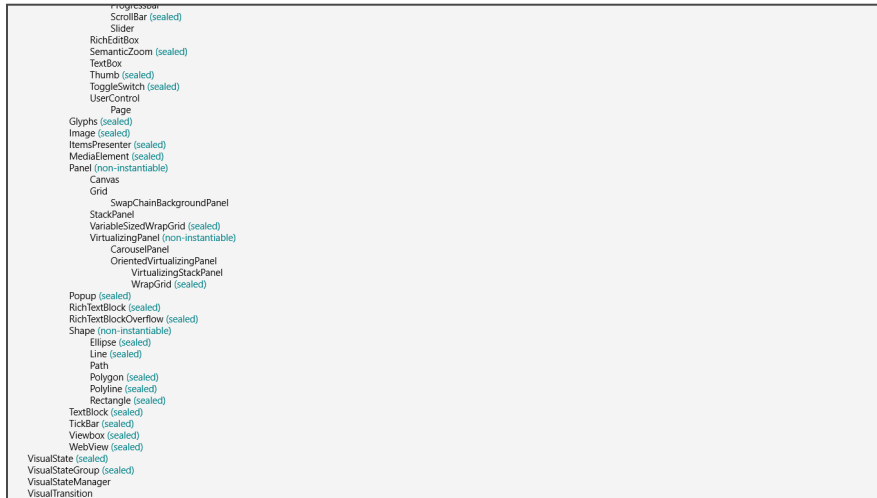 ProgressBar
ScrollBar (sealed)
Slider
RichEditBox
SemanticZoom (sealed)
TextBox
Thumb (sealed)
ToggleSwitch (sealed)
UserControl
Page
Glyphs (sealed)
Image (sealed)
ItemsPresenter (sealed)
MediaElement (sealed)
Panel (non-instantiable)
Canvas
Grid
SwapChainBackgroundPanel
StackPanel
VariableSizedWrapGrid (sealed)
VirtualizingPanel (non-instantiable)
CarouselPanel
OrientedVirtualizingPanel
VirtualizingStackPanel
WrapGrid (sealed)
Popup (sealed)
RichTextBlock (sealed)
RichTextBlockOverflow (sealed)
Shape (non-instantiable)
Ellipse (sealed)
Line (sealed)
Path
Polygon (sealed)
Polyline (sealed)
Rectangle (sealed)
TextBlock (sealed)
TickBar (sealed)
Viewbox (sealed)
WebView (sealed)
VisualState (sealed)
VisualStateGroup (sealed)
VisualStateManager
VisualTransition